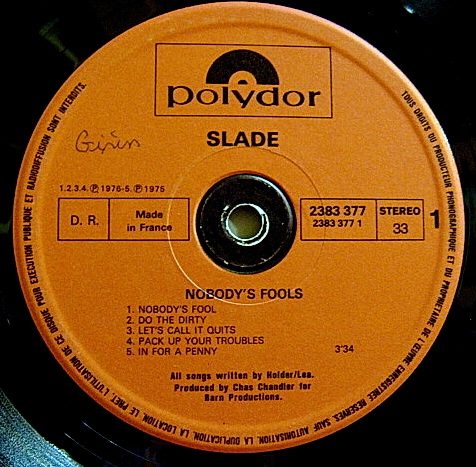 polydor
SLADE
1.2.3.4. Ⓟ 1976-5. Ⓟ 1975
D. R.
Made
in France
2383 377
2383 377 1
STEREO
33
1
NOBODY'S FOOLS
1. NOBODY'S FOOL
2. DO THE DIRTY
3. LET'S CALL IT QUITS
4. PACK UP YOUR TROUBLES
5. IN FOR A PENNY 3'34
All songs written by Holder/Lea.
Produced by Chas Chandler for
Barn Productions.
TOUS DROITS DU PRODUCTEUR PHONOGRAPHIQUE ET DU PROPRIETAIRE DE L'ŒUVRE ENREGISTREE RESERVES. SAUF AUTORISATION, LA DUPLICATION, LA LOCATION, LE PRET, L'UTILISATION DE CE DISQUE POUR EXECUTION PUBLIQUE ET RADIODIFFUSION SONT INTERDITS.